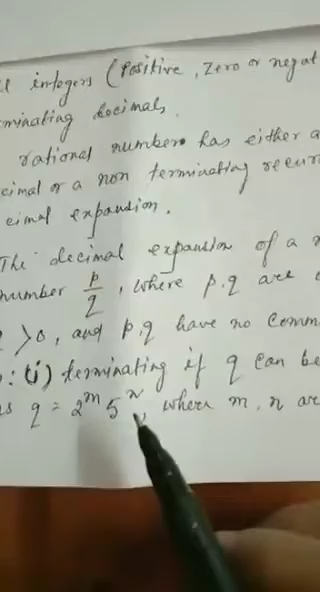 integers (Positive, Zero or negat
minating decimals,
rational numbers has either a
cimal or a non terminating recur
cimal expansion.
The decimal expansion of a
number p/q, where p.q are
>0, and p,q have no comm
: (i) terminating if q can be
as q = 2^m 5^n, where m, n are